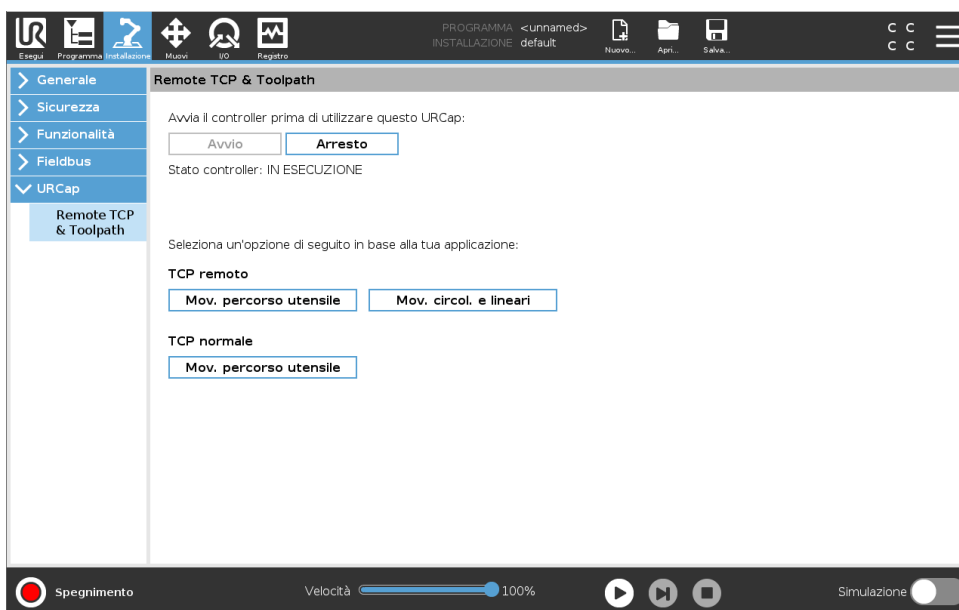 UR
PROGRAMMA <unnamed>
INSTALLAZIONE default
C C
C C
Esegui Programma Installazione Muovi I/O Registro Nuovo... Apri... Salva...
Generale
Sicurezza
Funzionalità
Fieldbus
URCap
Remote TCP
& Toolpath
Remote TCP & Toolpath
Avvia il controller prima di utilizzare questo URCap:
Avvio Arresto
Stato controller: IN ESECUZIONE
Seleziona un'opzione di seguito in base alla tua applicazione:
TCP remoto
Mov. percorso utensile Mov. circol. e lineari
TCP normale
Mov. percorso utensile
Spegnimento Velocità 100% Simulazione